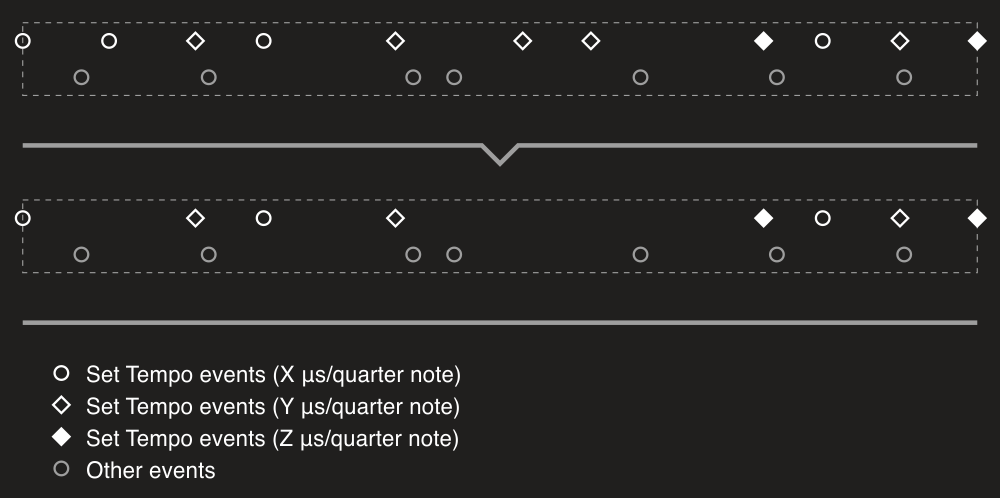 Set Tempo events (X µs/quarter note)
Set Tempo events (Y µs/quarter note)
Set Tempo events (Z µs/quarter note)
Other events